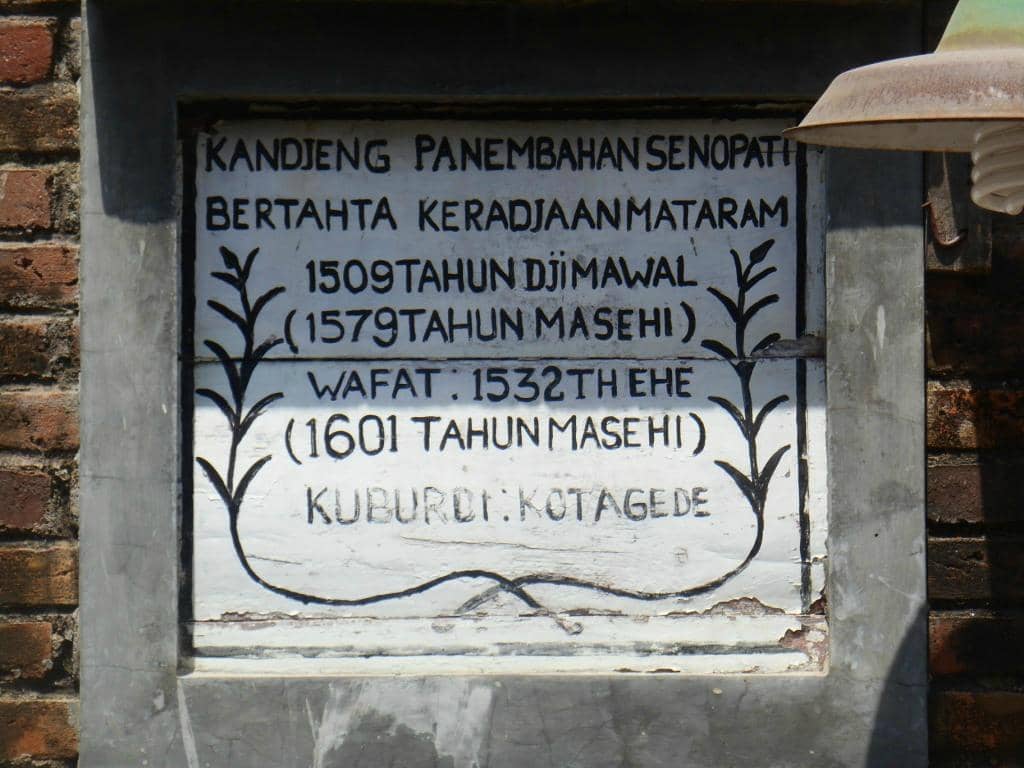 KANDJENG PANEMBAHAN SENOPATI
BERTAHTA KERADJAAN MATARAM
1509 TAHUN DJIMAWAL
(1579 TAHUN MASEHI)
WAFAT : 1532 TH EHE
(1601 TAHUN MASEHI)
KUBUR DI : KOTAGEDE